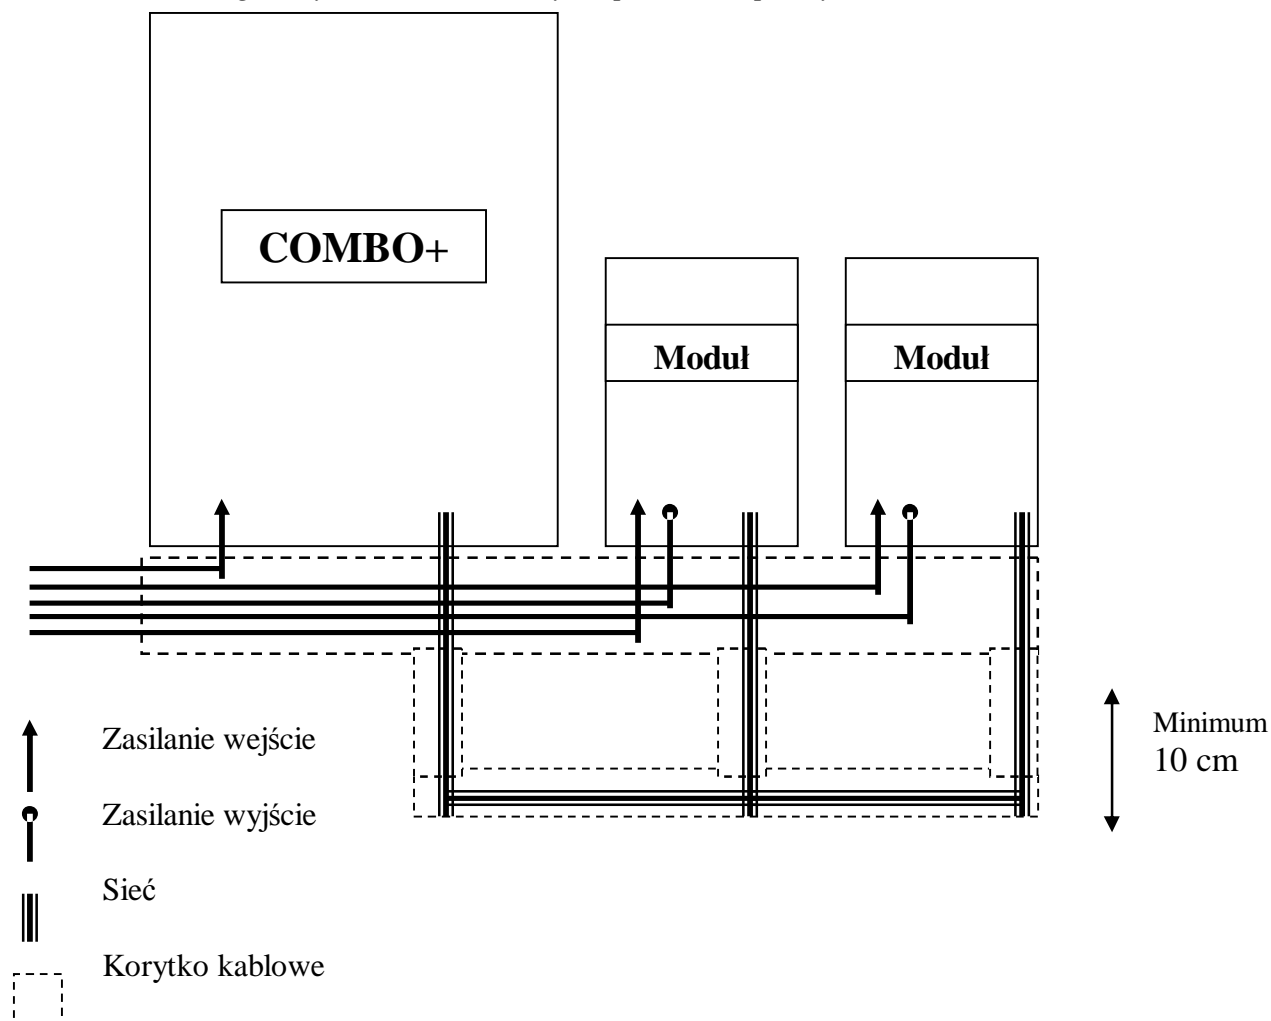 COMBO+
Moduł
Moduł
Zasilanie wejście
Minimum
10 cm
Zasilanie wyjście
Sieć
Korytko kablowe